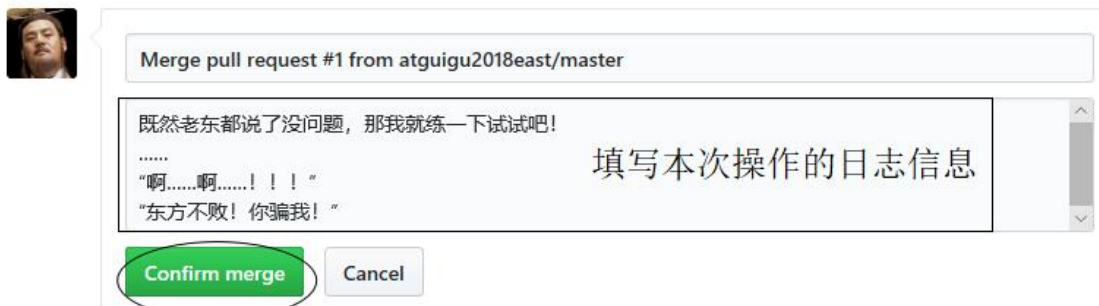 Merge pull request #1 from atguigu2018east/master
既然老东都说了没问题，那我就练一下试试吧！
……
填写本次操作的日志信息
“啊……啊……！！！”
“东方不败！你骗我！”
Confirm merge
Cancel